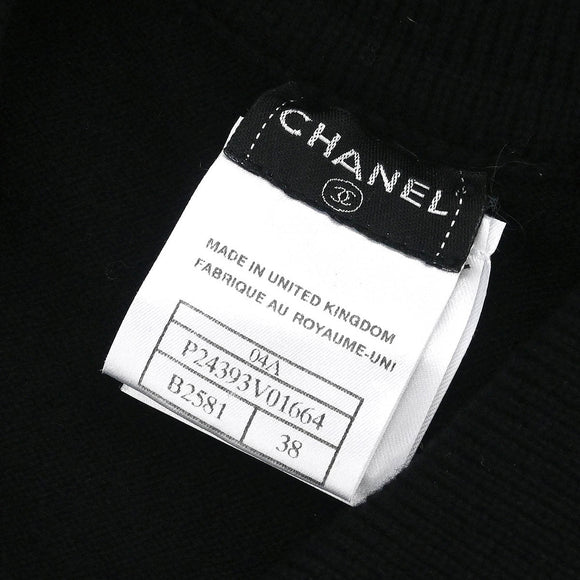 CHANEL
MADE IN UNITED KINGDOM
FABRIQUE AU ROYAUME-UNI
04A
P24393V01664
B2581 38